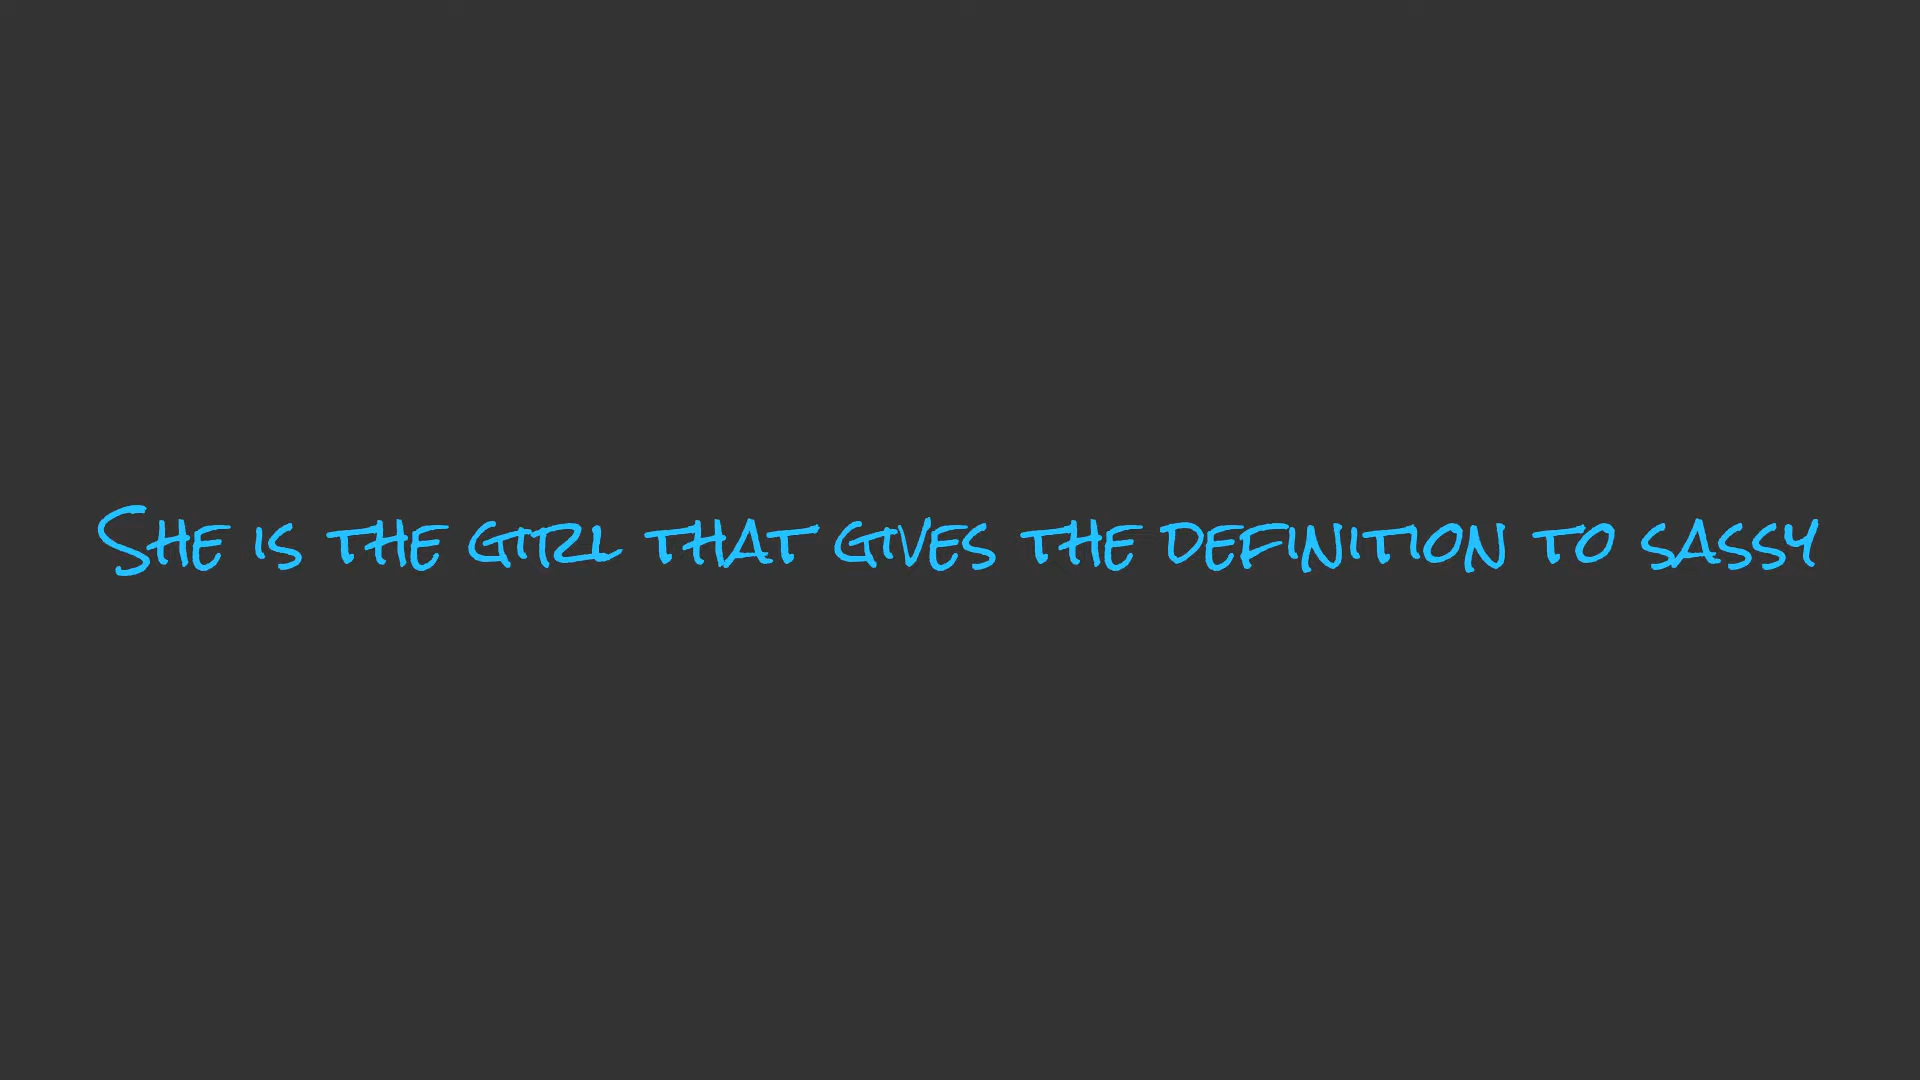 She is the girl that gives the definition to sassy